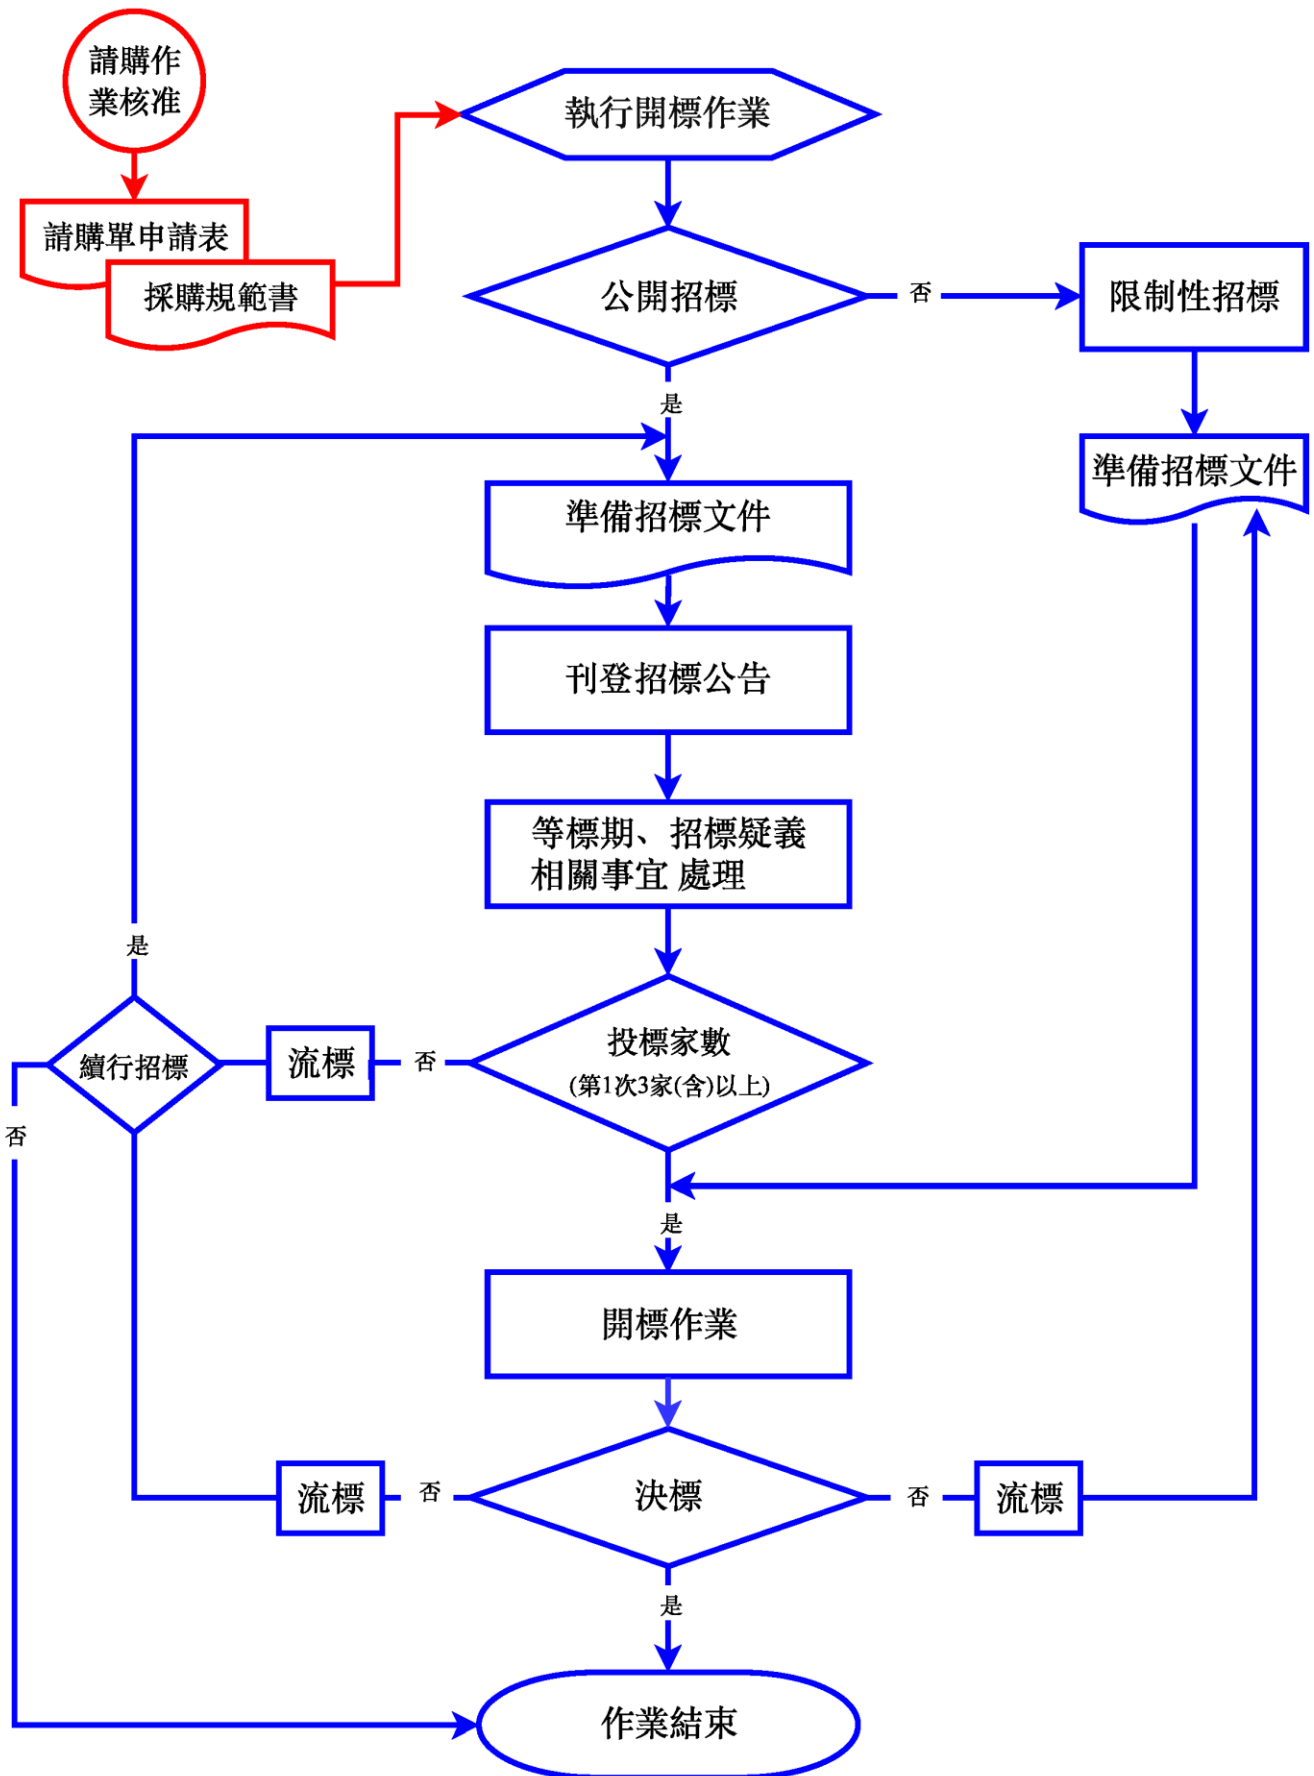 請購作
業核准
執行開標作業
請購單申請表
採購規範書
公開招標
否
限制性招標
是
準備招標文件
準備招標文件
刊登招標公告
等標期、招標疑義
相關事宜 處理
是
投標家數
(第1次3家(含)以上)
否
流標
續行招標
否
是
開標作業
決標
否
流標
否
流標
是
作業結束